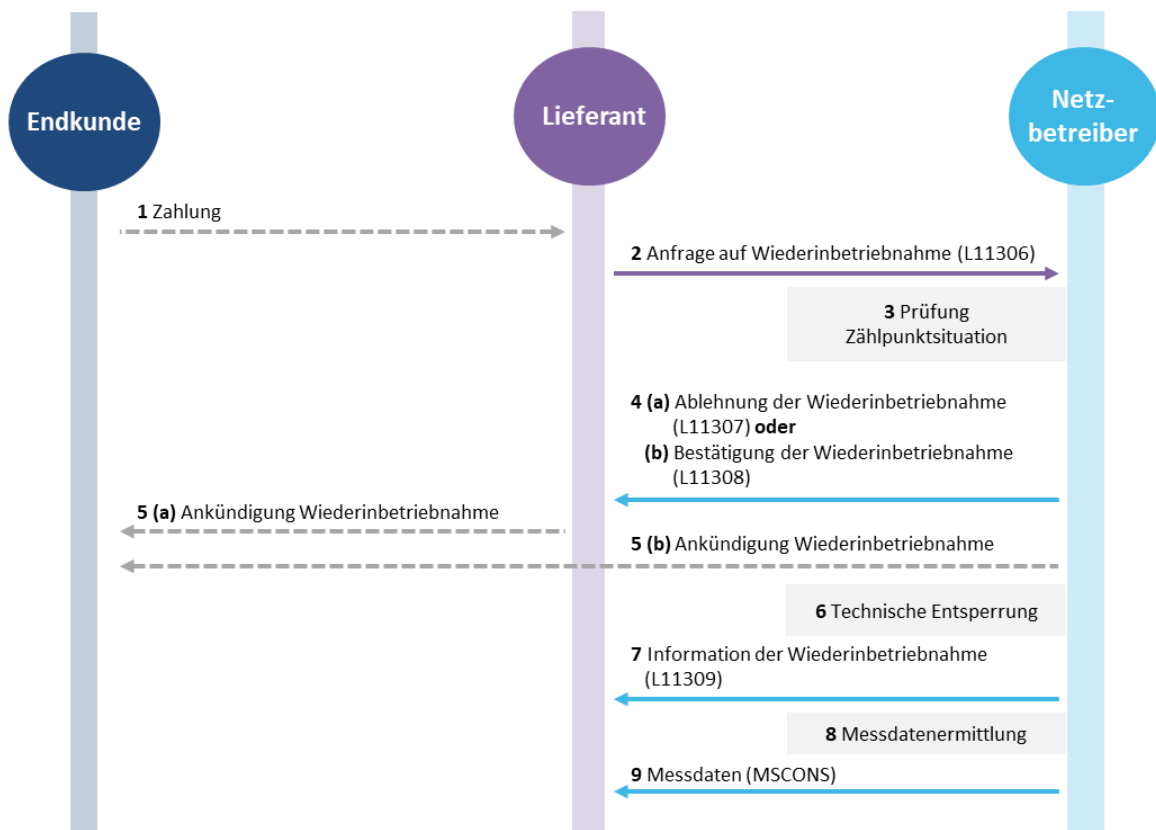 Endkunde
Lieferant
Netz-
betreiber
1 Zahlung
2 Anfrage auf Wiederinbetriebnahme (L11306)
3 Prüfung
Zählpunktsituation
4 (a) Ablehnung der Wiederinbetriebnahme
(L11307) oder
(b) Bestätigung der Wiederinbetriebnahme
(L11308)
5 (a) Ankündigung Wiederinbetriebnahme
5 (b) Ankündigung Wiederinbetriebnahme
6 Technische Entsperrung
7 Information der Wiederinbetriebnahme
(L11309)
8 Messdatenermittlung
9 Messdaten (MSCONS)